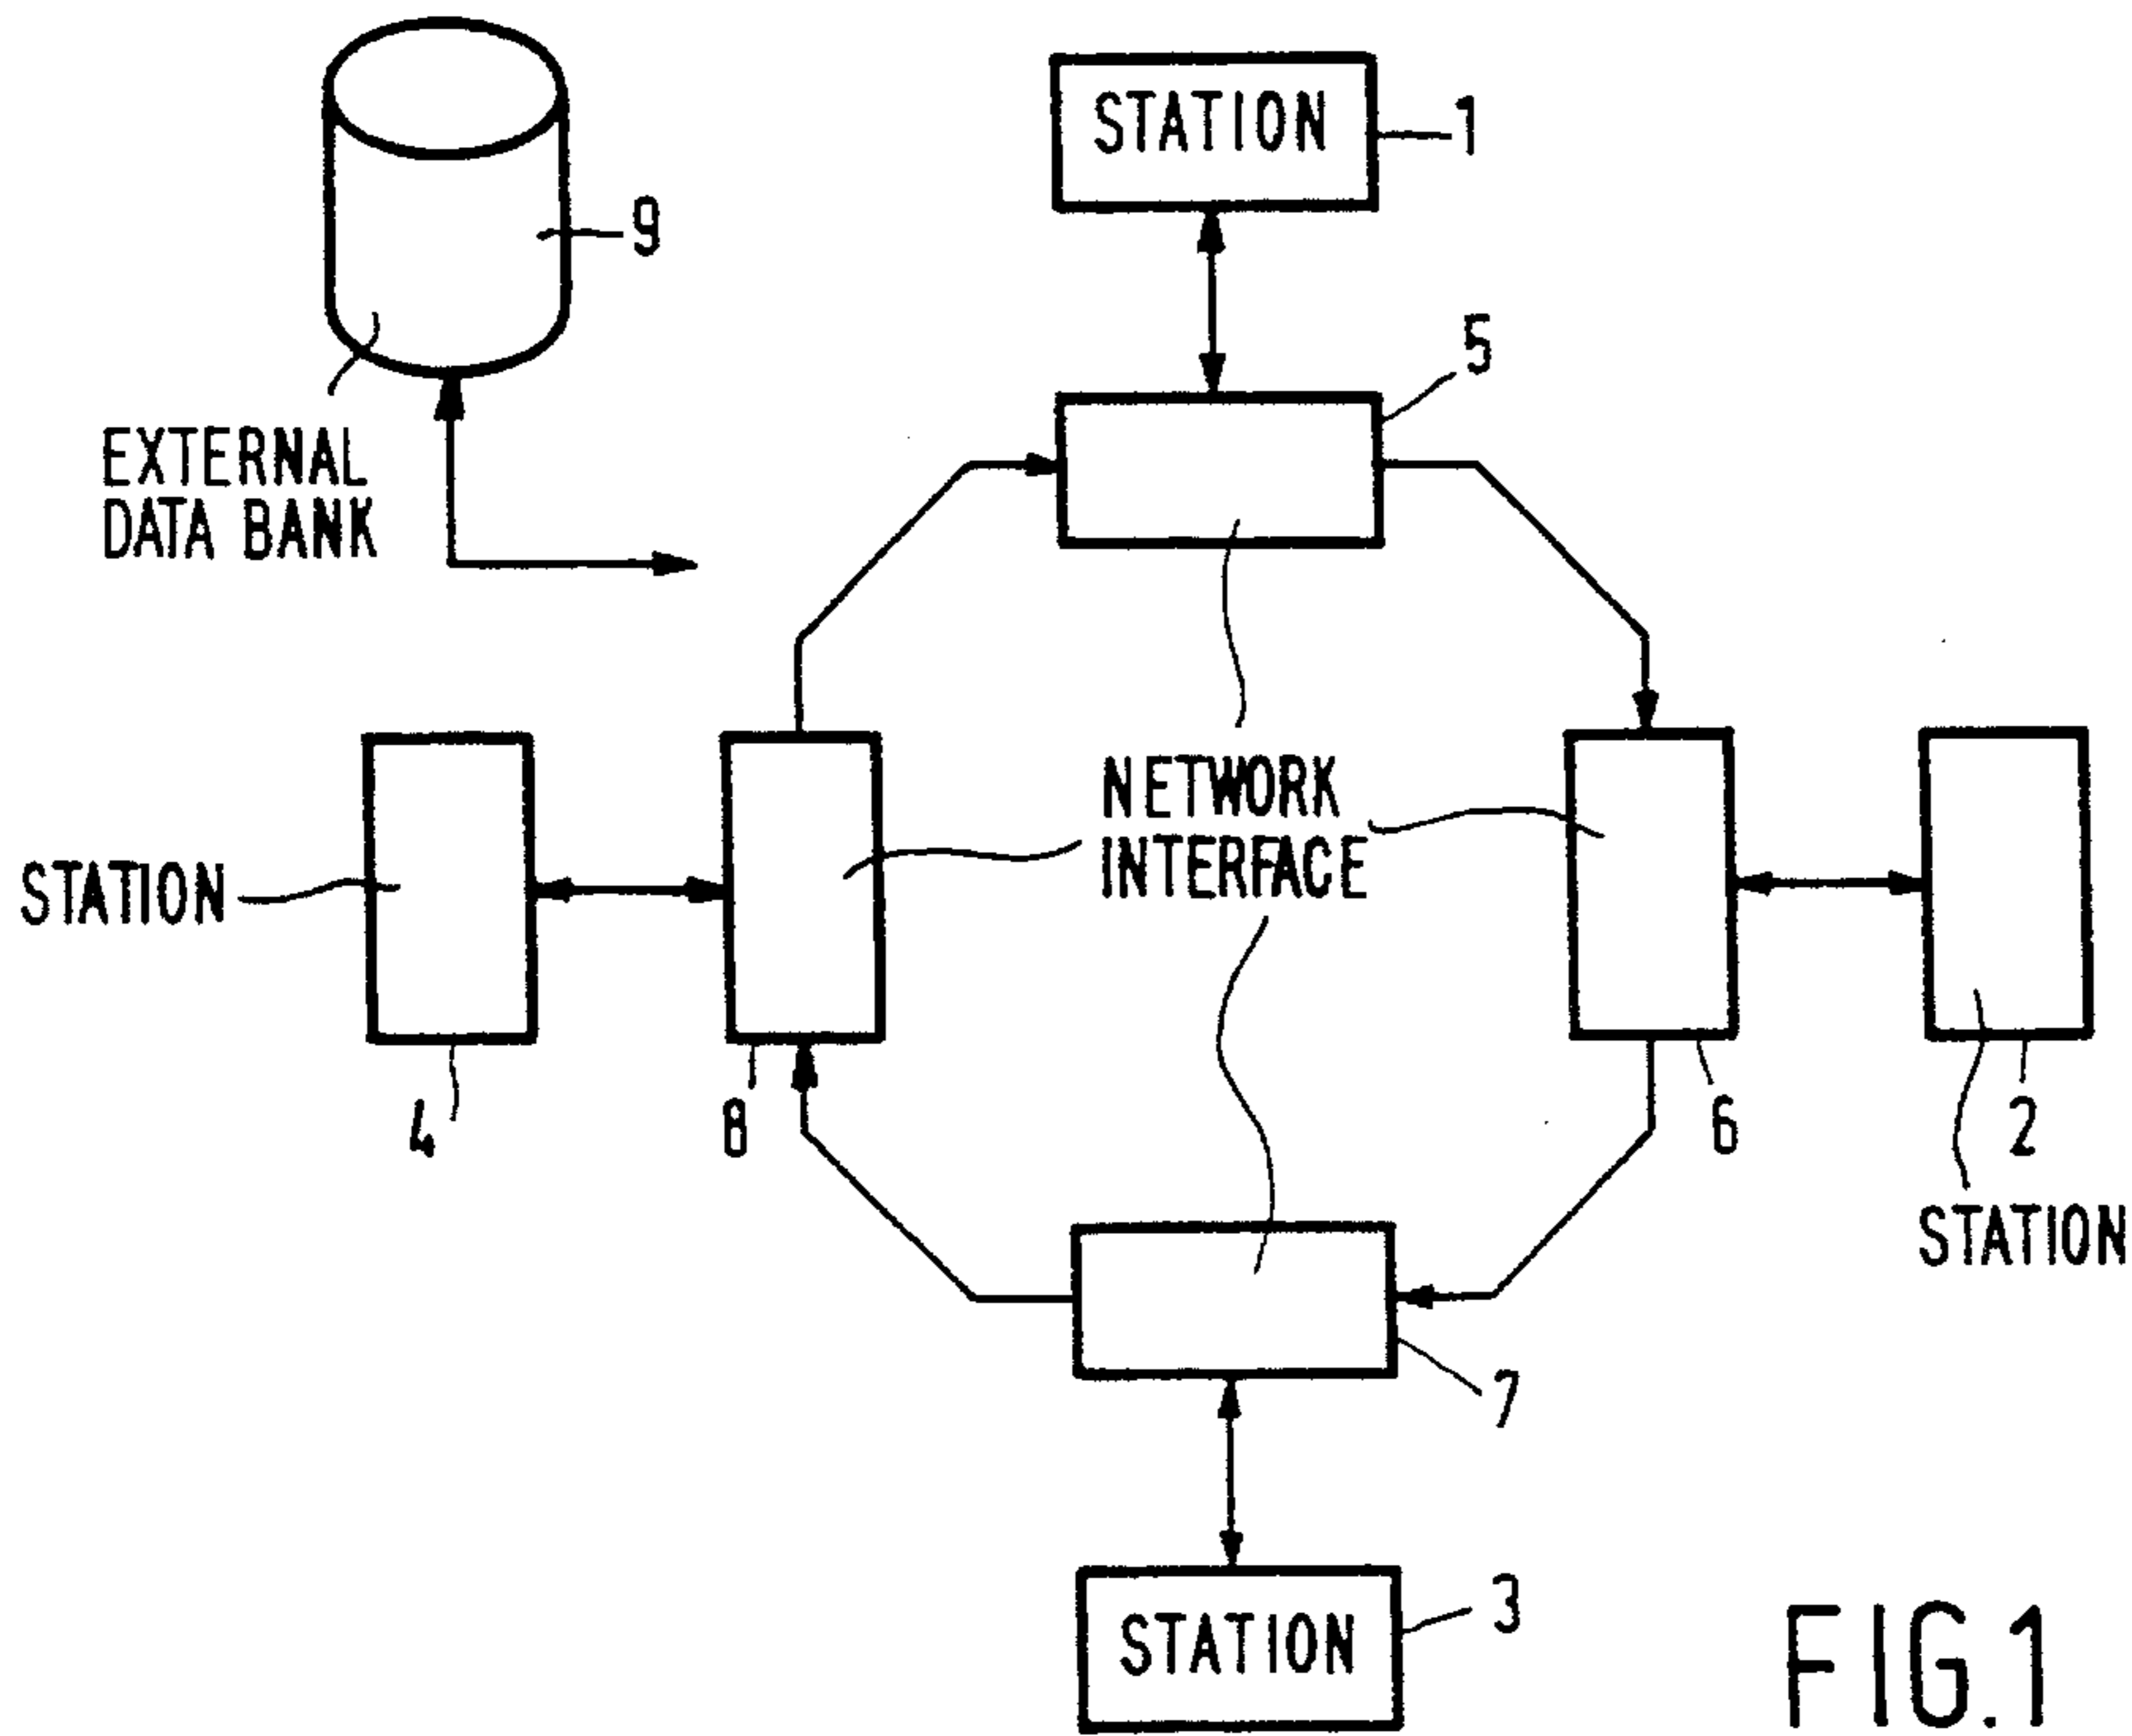 STATION
1
9
5
EXTERNAL
DATA BANK
NETWORK
INTERFACE
STATION
4
8
6
2
STATION
7
STATION
3
FIG.1